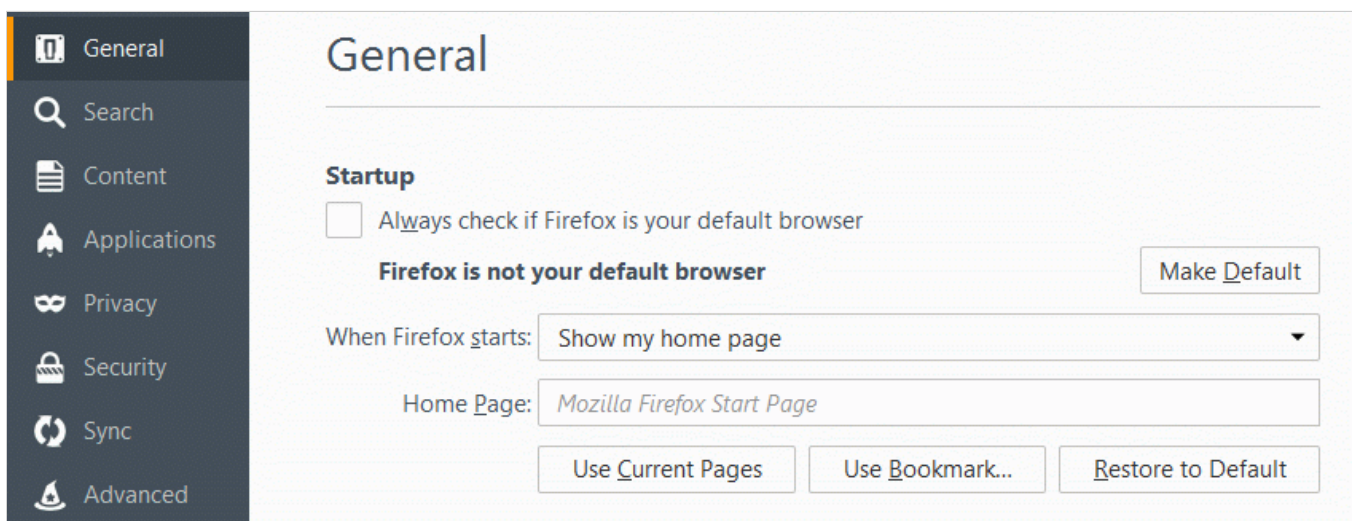 General
Search
Content
Applications
Privacy
Security
Sync
Advanced
General
Startup
Always check if Firefox is your default browser
Firefox is not your default browser
Make Default
When Firefox starts: Show my home page
Home Page: Mozilla Firefox Start Page
Use Current Pages Use Bookmark... Restore to Default